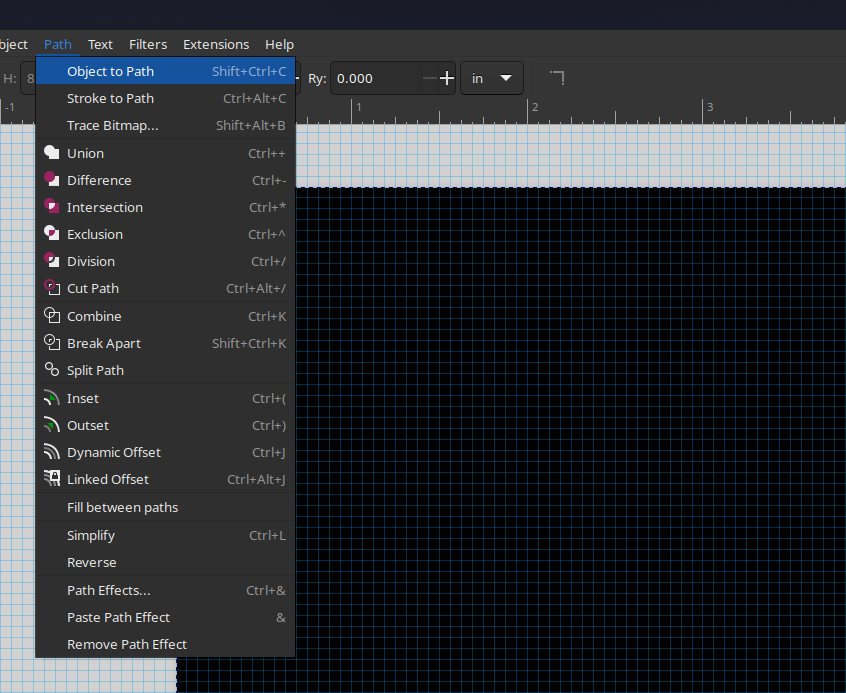 bject Path Text Filters Extensions Help
H: 8 Ry: 0.000 in
-1 1 2 3
Object to Path Shift+Ctrl+C
Stroke to Path Ctrl+Alt+C
Trace Bitmap... Shift+Alt+B
Union Ctrl++
Difference Ctrl+-
Intersection Ctrl+*
Exclusion Ctrl+^
Division Ctrl+/
Cut Path Ctrl+Alt+/
Combine Ctrl+K
Break Apart Shift+Ctrl+K
Split Path
Inset Ctrl+(
Outset Ctrl+)
Dynamic Offset Ctrl+J
Linked Offset Ctrl+Alt+J
Fill between paths
Simplify Ctrl+L
Reverse
Path Effects... Ctrl+&
Paste Path Effect &
Remove Path Effect